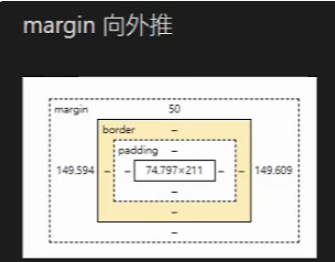 margin 向外推
margin 50
border –
padding –
149.594 – – 74.797×211 – – 149.609
–
–
–